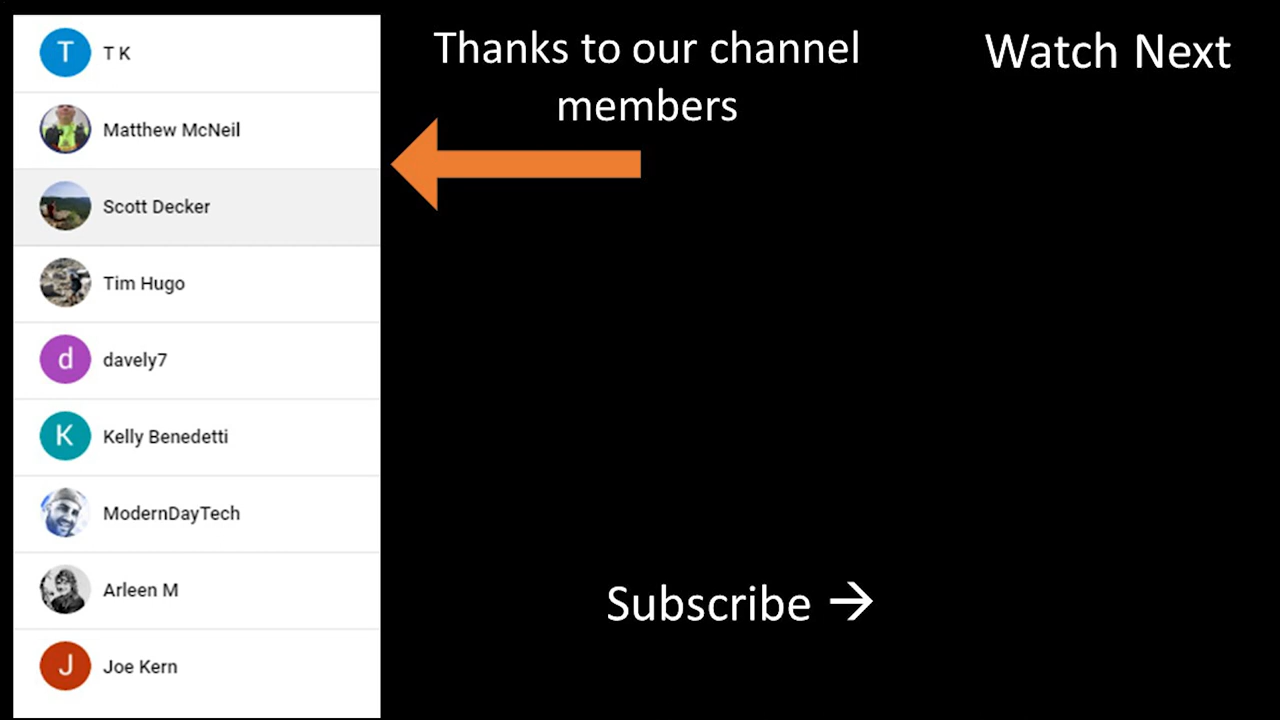 T
T K
Matthew McNeil
Scott Decker
Tim Hugo
d
davely7
K
Kelly Benedetti
ModernDayTech
Arleen M
J
Joe Kern
Thanks to our channel
members
Watch Next
Subscribe →